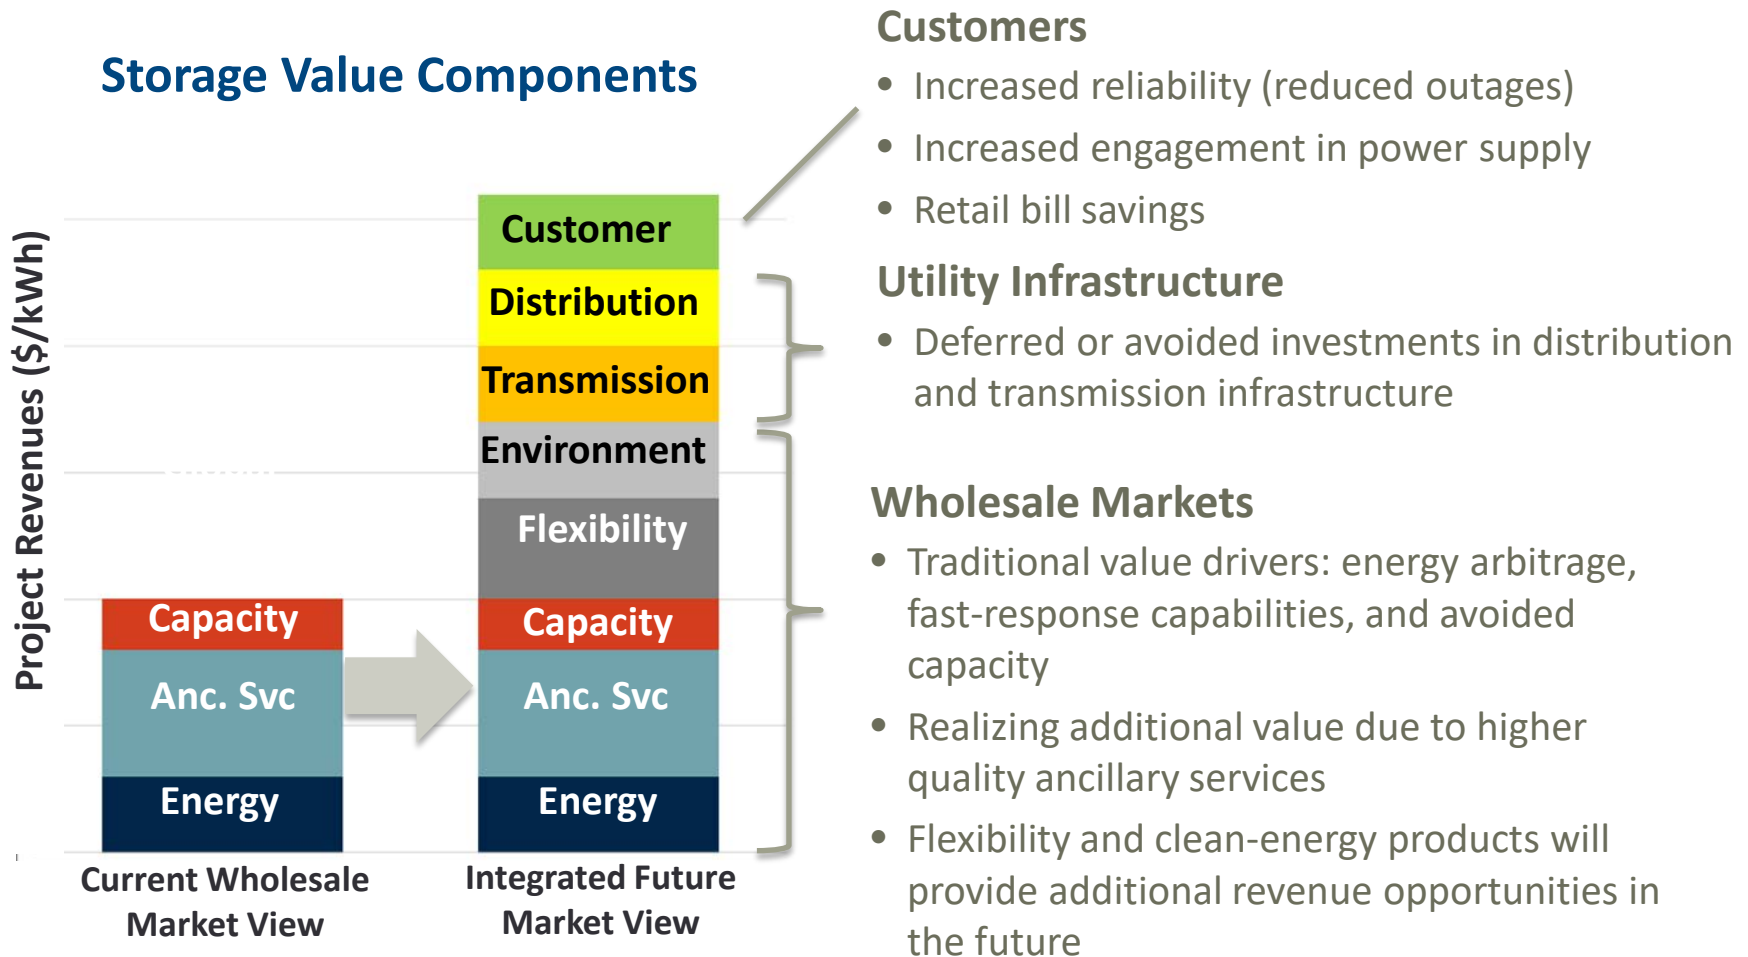 Storage Value Components
Project Revenues ($/kWh)
Capacity
Anc. Svc
Energy
Current Wholesale
Market View
Customer
Distribution
Transmission
Environment
Flexibility
Capacity
Anc. Svc
Energy
Integrated Future
Market View
Customers
• Increased reliability (reduced outages)
• Increased engagement in power supply
• Retail bill savings
Utility Infrastructure
• Deferred or avoided investments in distribution
and transmission infrastructure
Wholesale Markets
• Traditional value drivers: energy arbitrage,
fast-response capabilities, and avoided
capacity
• Realizing additional value due to higher
quality ancillary services
• Flexibility and clean-energy products will
provide additional revenue opportunities in
the future